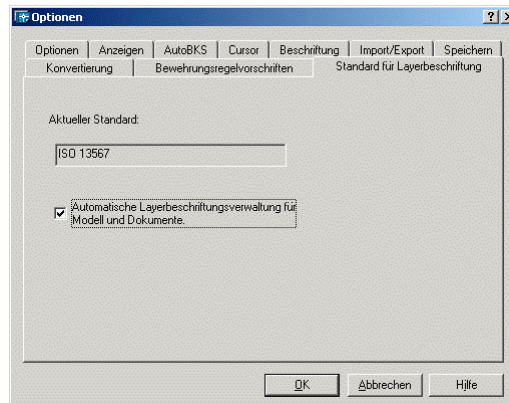 Optionen
Optionen Anzeigen AutoBKS Cursor Beschriftung Import/Export Speichern
Konvertierung Bewehrungsregelvorschriften Standard für Layerbeschriftung
Aktueller Standard:
ISO 13567
Automatische Layerbeschriftungsverwaltung für
Modell und Dokumente.
OK Abbrechen Hilfe